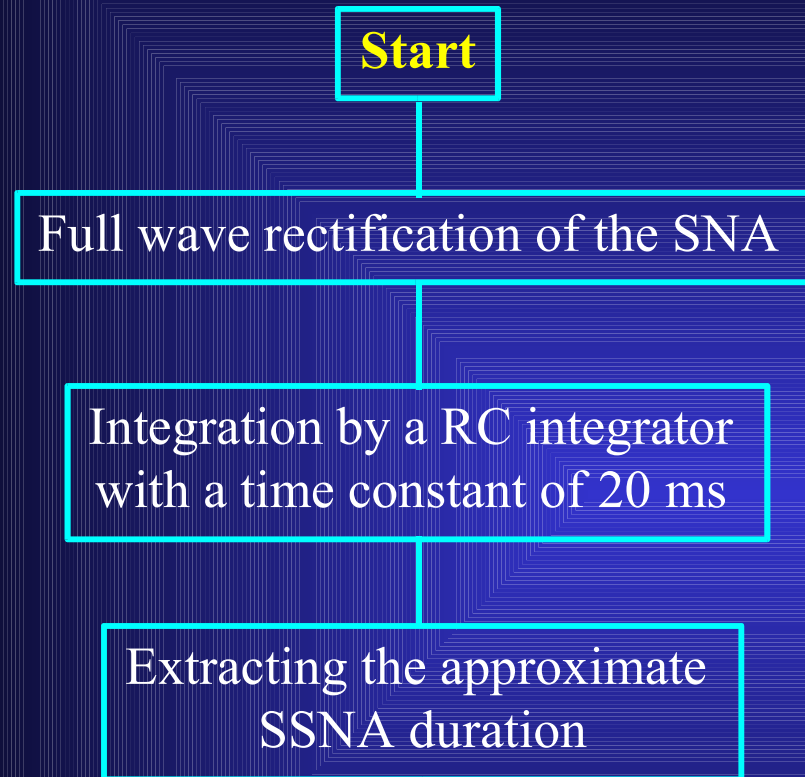 Start
Full wave rectification of the SNA
Integration by a RC integrator
with a time constant of 20 ms
Extracting the approximate
SSNA duration